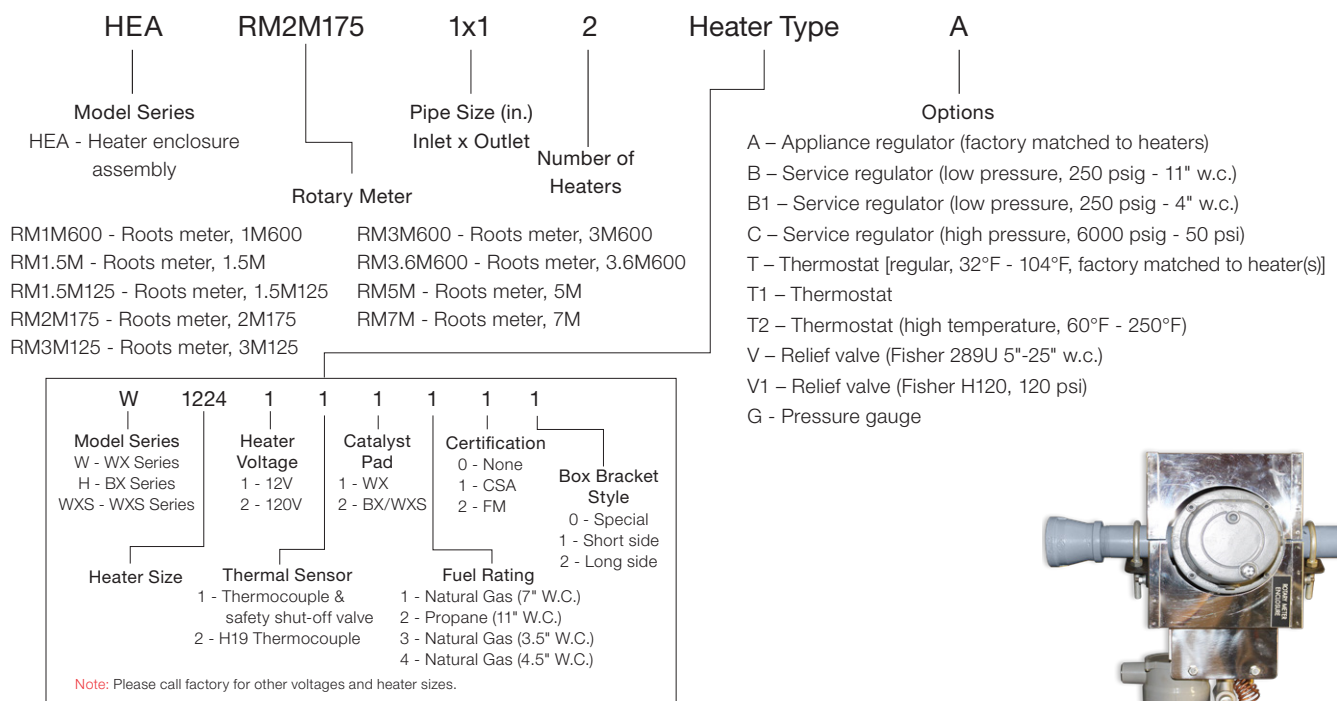 HEA RM2M175 1x1 2 Heater Type A
Model Series
HEA - Heater enclosure
assembly
Rotary Meter
RM1M600 - Roots meter, 1M600
RM1.5M - Roots meter, 1.5M
RM1.5M125 - Roots meter, 1.5M125
RM2M175 - Roots meter, 2M175
RM3M125 - Roots meter, 3M125
RM3M600 - Roots meter, 3M600
RM3.6M600 - Roots meter, 3.6M600
RM5M - Roots meter, 5M
RM7M - Roots meter, 7M
Pipe Size (in.)
Inlet x Outlet
Number of
Heaters
Options
A – Appliance regulator (factory matched to heaters)
B – Service regulator (low pressure, 250 psig - 11" w.c.)
B1 – Service regulator (low pressure, 250 psig - 4" w.c.)
C – Service regulator (high pressure, 6000 psig - 50 psi)
T – Thermostat [regular, 32°F - 104°F, factory matched to heater(s)]
T1 – Thermostat
T2 – Thermostat (high temperature, 60°F - 250°F)
V – Relief valve (Fisher 289U 5"-25" w.c.)
V1 – Relief valve (Fisher H120, 120 psi)
G - Pressure gauge
W 1224 1 1 1 1 1 1
Model Series
W - WX Series
H - BX Series
WXS - WXS Series
Heater Size
Heater
Voltage
1 - 12V
2 - 120V
Thermal Sensor
1 - Thermocouple &
safety shut-off valve
2 - H19 Thermocouple
Catalyst
Pad
1 - WX
2 - BX/WXS
Fuel Rating
1 - Natural Gas (7" W.C.)
2 - Propane (11" W.C.)
3 - Natural Gas (3.5" W.C.)
4 - Natural Gas (4.5" W.C.)
Certification
0 - None
1 - CSA
2 - FM
Box Bracket
Style
0 - Special
1 - Short side
2 - Long side
Note: Please call factory for other voltages and heater sizes.
ROTARY METER
ENCLOSURE